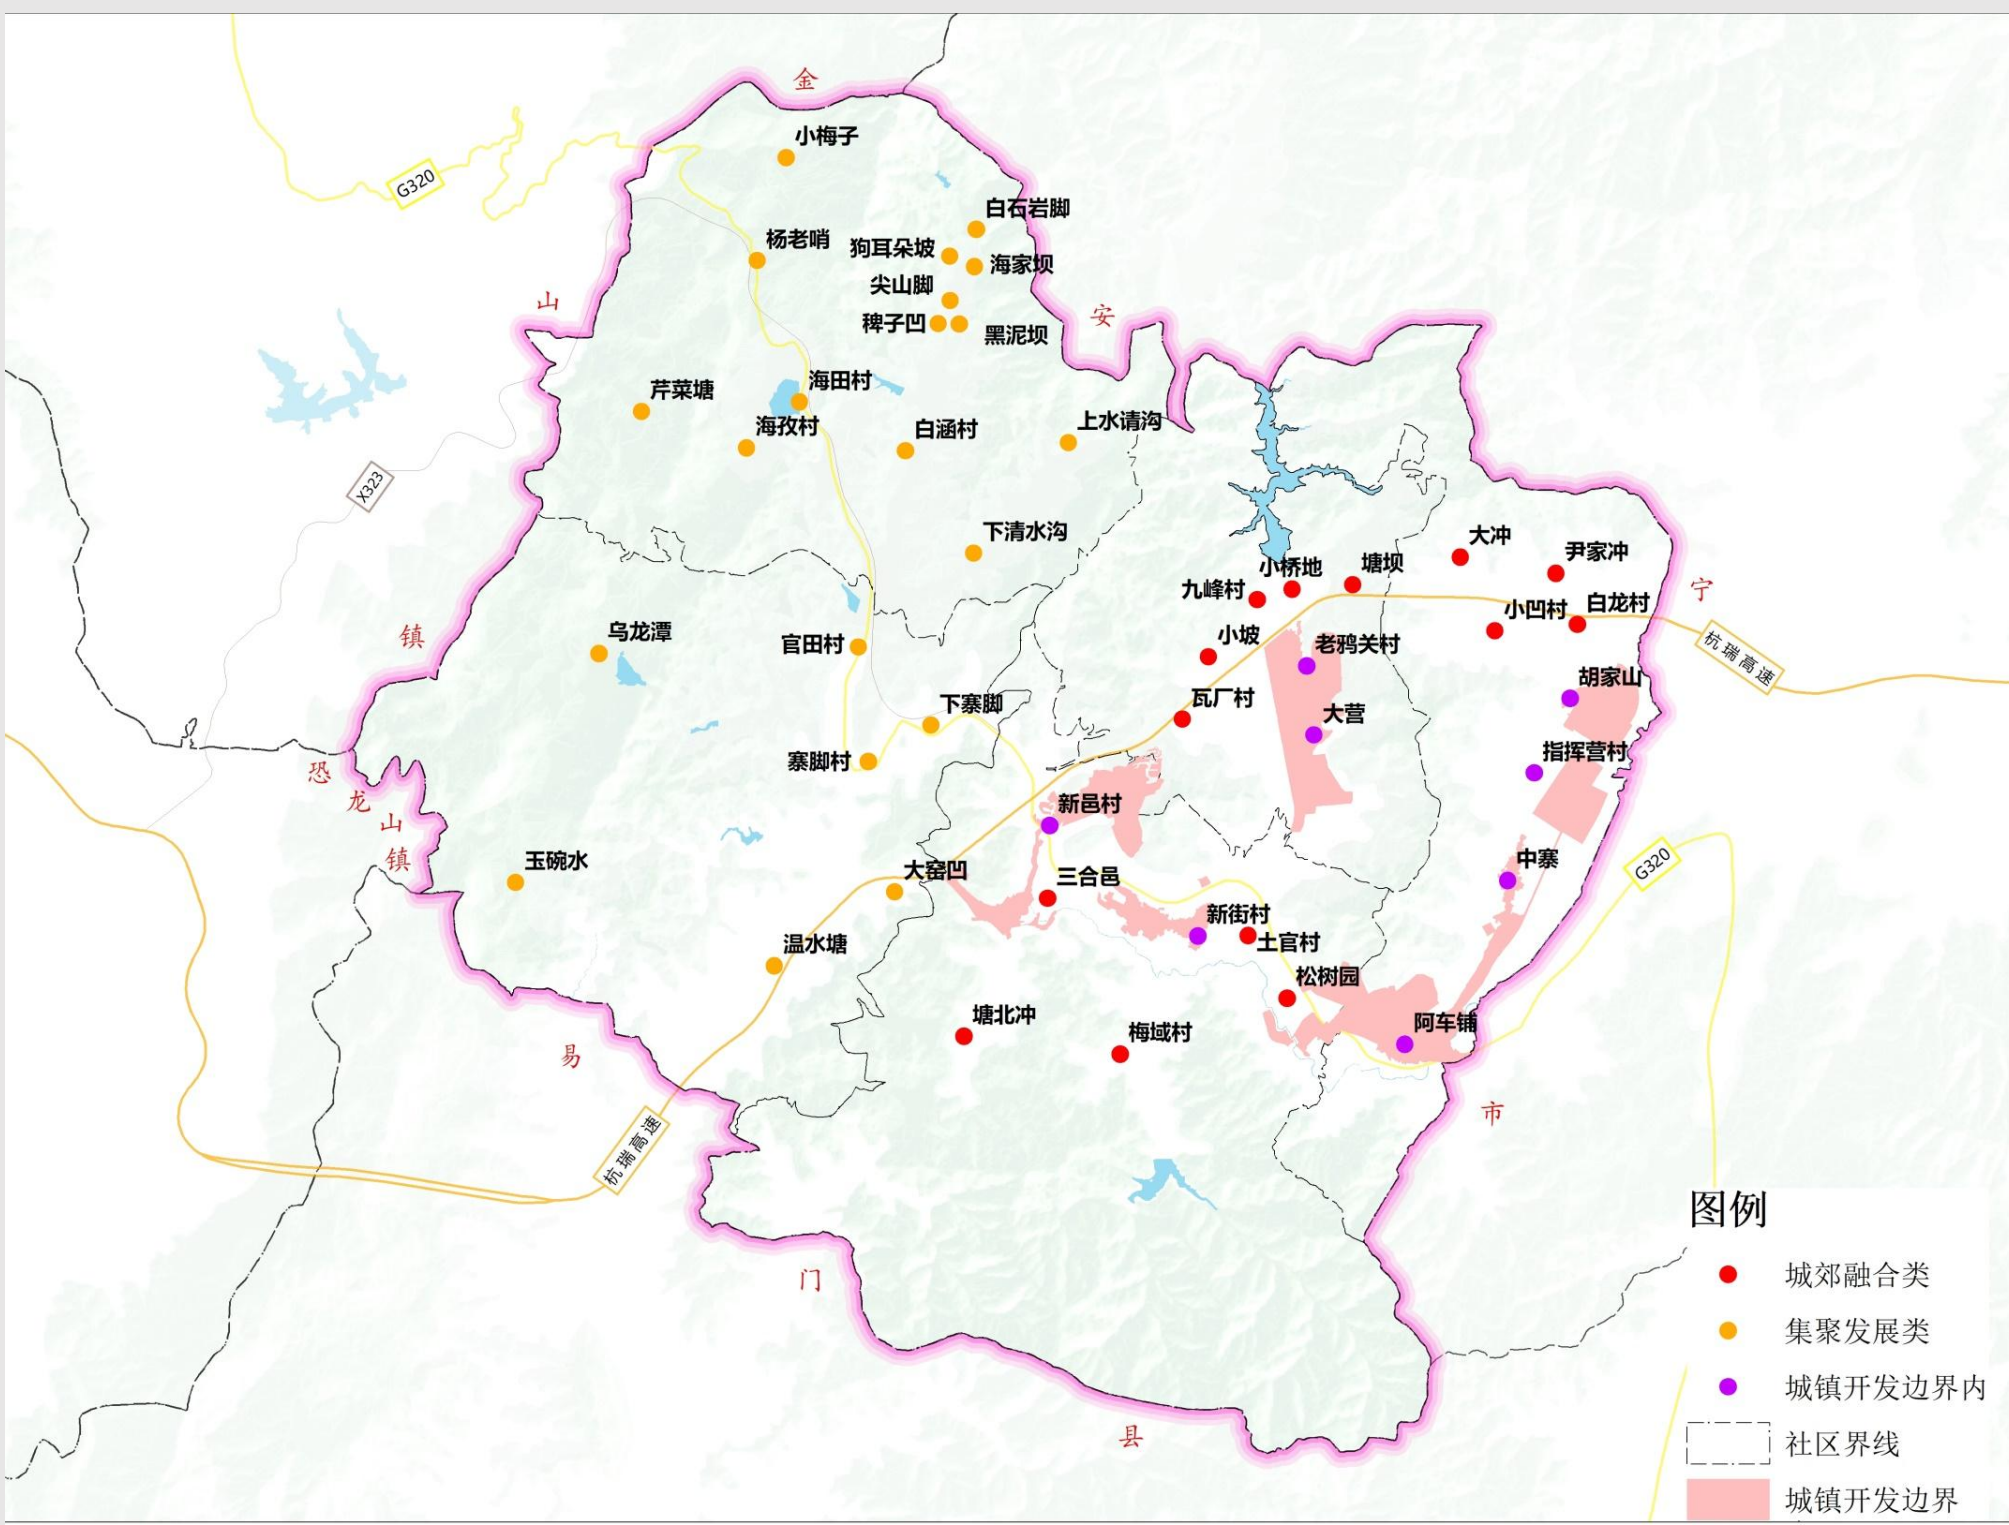 金
小梅子
G320
白石岩脚
杨老哨
狗耳朵坡
海家坝
尖山脚
山
安
稗子凹
黑泥坝
海田村
芹菜塘
海孜村
白涵村
上水请沟
X323
下清水沟
大冲
尹家冲
塘坝
小桥地
九峰村
宁
小凹村
白龙村
镇
乌龙潭
官田村
小坡
老鸦关村
杭瑞高速
胡家山
瓦厂村
下寨脚
大营
指挥营村
寨脚村
恐
龙
山
镇
新邑村
玉碗水
大窑凹
三合邑
中寨
G320
新街村
土官村
温水塘
松树园
塘北冲
梅域村
阿车铺
易
市
杭瑞高速
门
县
图例
城郊融合类
集聚发展类
城镇开发边界内
社区界线
城镇开发边界